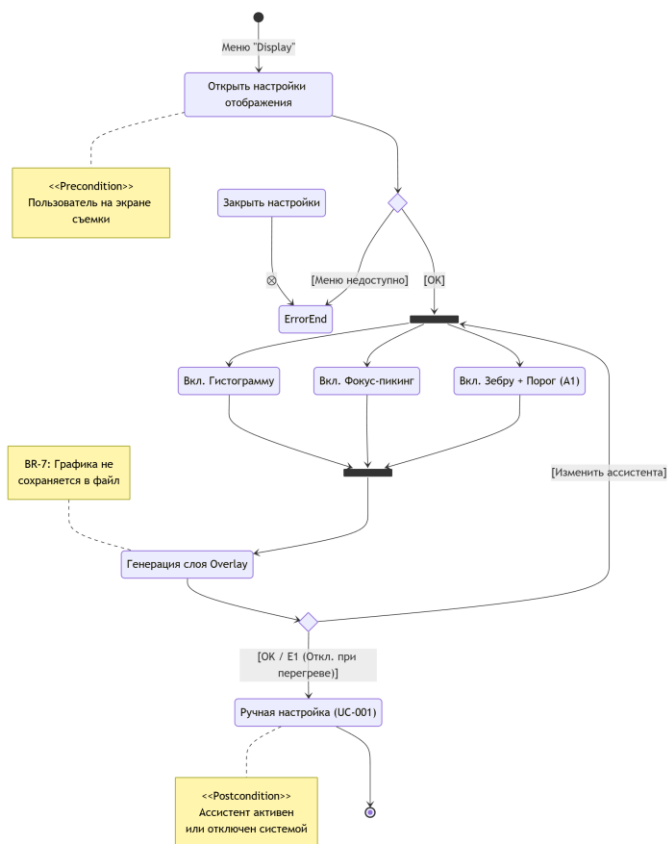 Меню "Display"
Открыть настройки
отображения
<<Precondition>>
Пользователь на экране
съемки
Закрыть настройки
⊗
[Меню недоступно]
[OK]
ErrorEnd
Вкл. Гистограмму
Вкл. Фокус-пикинг
Вкл. Зебру + Порог (A1)
BR-7: Графика не
сохраняется в файл
[Изменить ассистента]
Генерация слоя Overlay
[OK / E1 (Откл. при
перегреве)]
Ручная настройка (UC-001)
<<Postcondition>>
Ассистент активен
или отключен системой